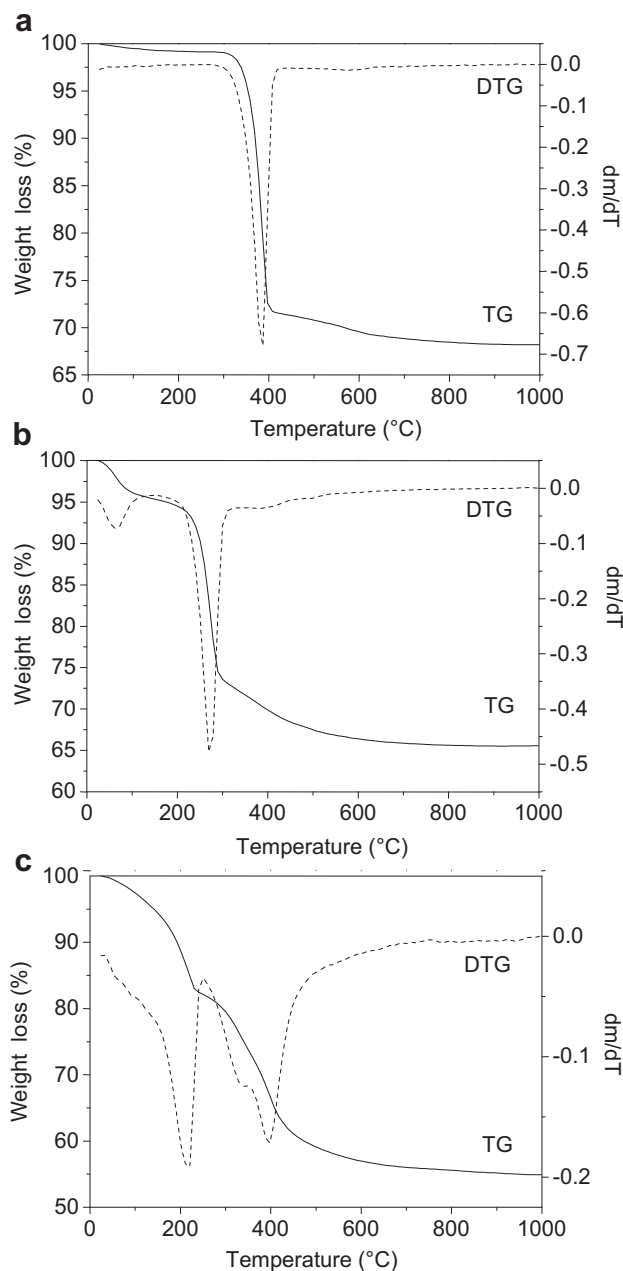 a
100
95
90
85
80
75
70
65
0.0
-0.1
-0.2
-0.3
-0.4
-0.5
-0.6
-0.7
DTG
TG
Weight loss (%)
dm/dT
0 200 400 600 800 1000
Temperature (°C)
b
100
95
90
85
80
75
70
65
60
0.0
-0.1
-0.2
-0.3
-0.4
-0.5
DTG
TG
Weight loss (%)
dm/dT
0 200 400 600 800 1000
Temperature (°C)
c
100
90
80
70
60
50
0.0
-0.1
-0.2
DTG
TG
Weight loss (%)
dm/dT
0 200 400 600 800 1000
Temperature (°C)